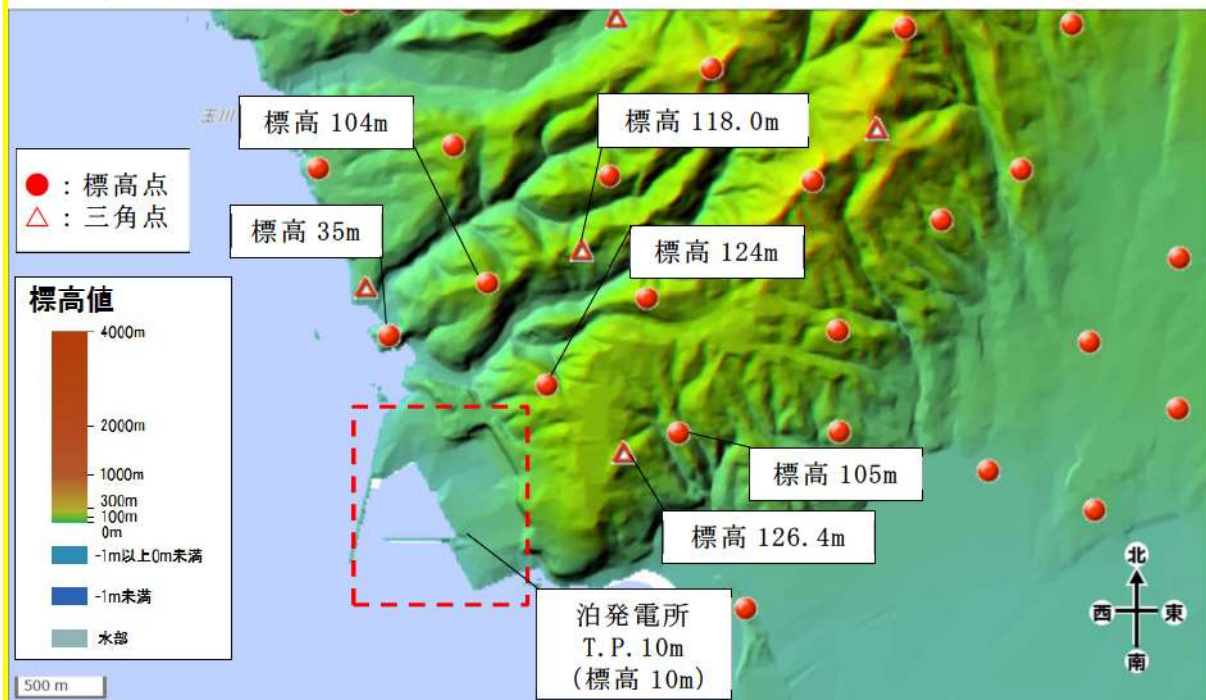 玉川
標高 104m
標高 118.0m
● : 標高点
△ : 三角点
標高 35m
標高 124m
標高値
4000m
2000m
1000m
300m
100m
0m
-1m以上0m未満
-1m未満
水部
標高 105m
標高 126.4m
泊発電所
T.P.10m
(標高 10m)
北
西
東
南
500 m